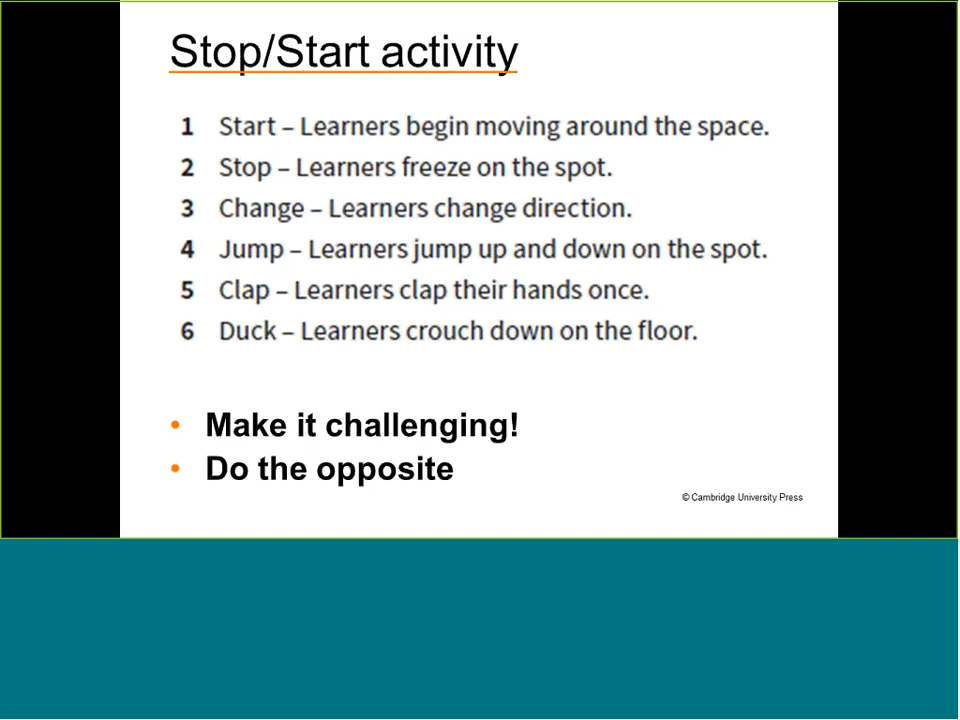 Stop/Start activity
1 Start – Learners begin moving around the space.
2 Stop – Learners freeze on the spot.
3 Change – Learners change direction.
4 Jump – Learners jump up and down on the spot.
5 Clap – Learners clap their hands once.
6 Duck – Learners crouch down on the floor.
• Make it challenging!
• Do the opposite
© Cambridge University Press